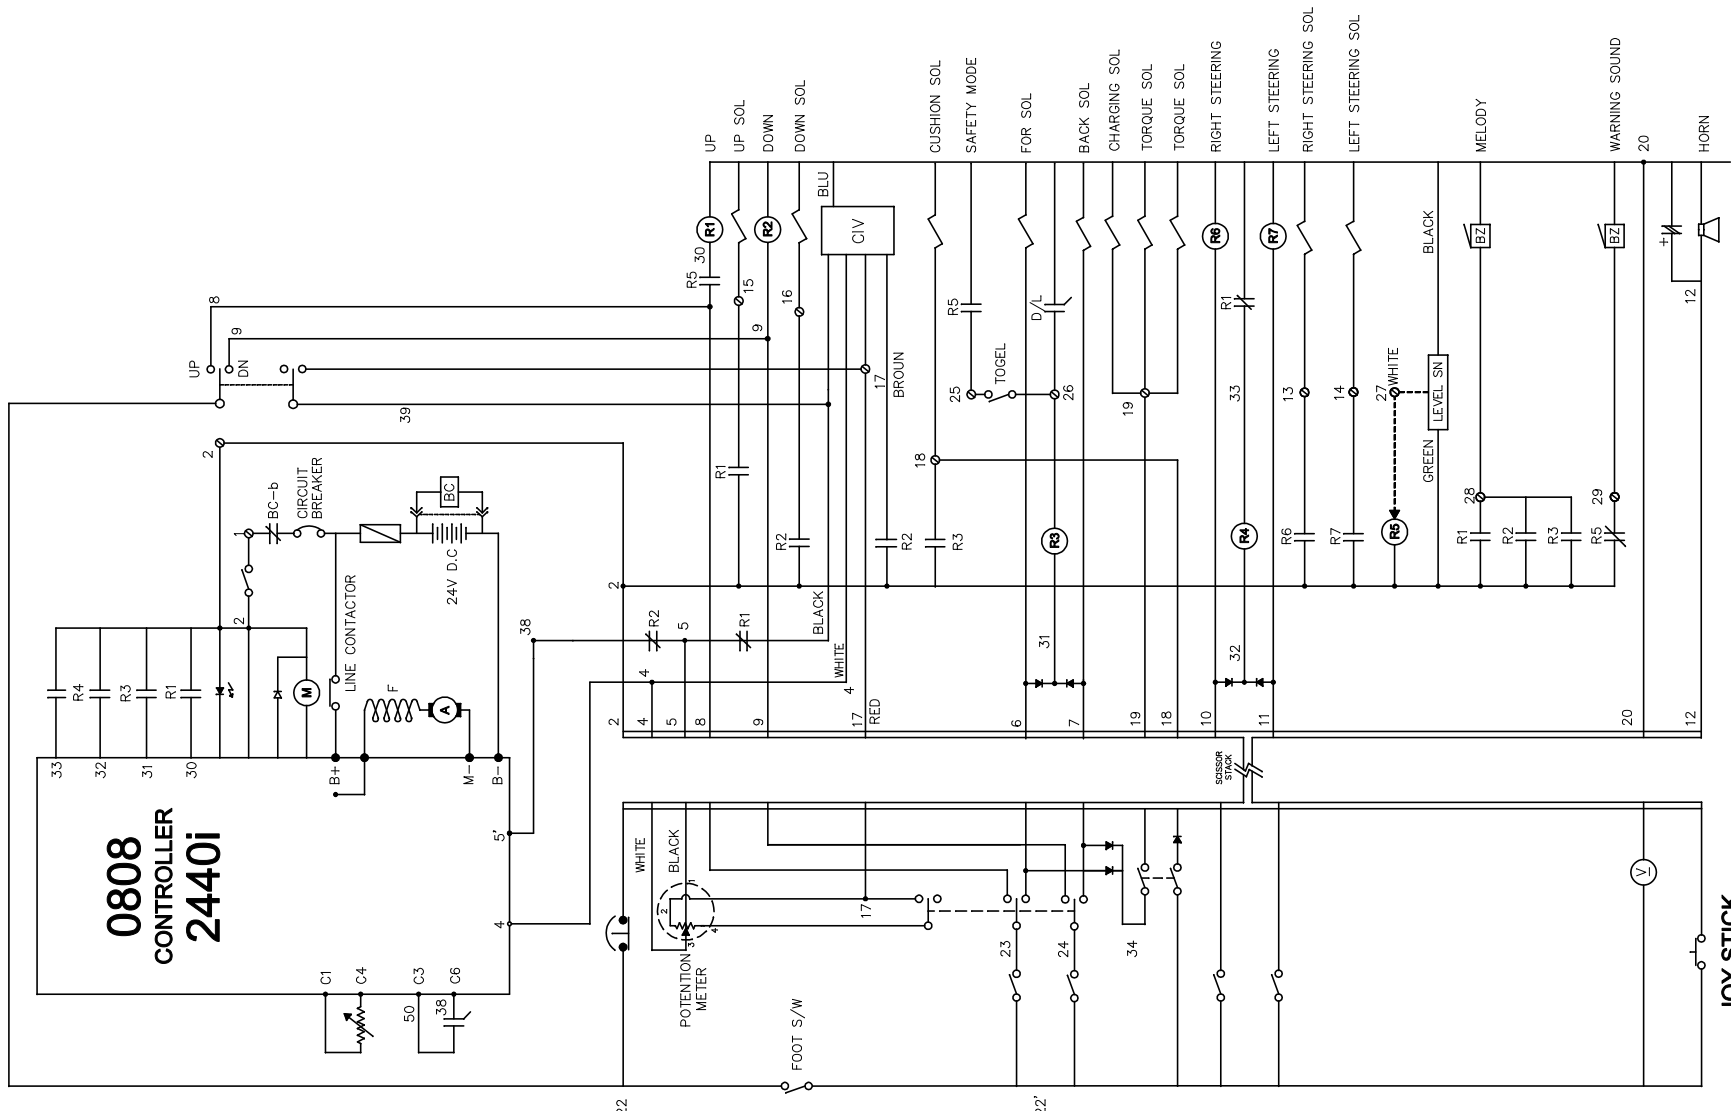 UP
UP SOL
DOWN
DOWN SOL
CUSHION SOL
SAFETY MODE
FOR SOL
BACK SOL
CHARGING SOL
TORQUE SOL
TORQUE SOL
RIGHT STEERING
LEFT STEERING
RIGHT STEERING SOL
LEFT STEERING SOL
MELODY
WARNING SOUND
20
HORN
BLU
CIV
R1
30
R5
15
R2
16
9
17
BROUN
R5
D/L
TOGEL
25
26
R6
R1
33
R7
19
13
14
27
WHITE
BLACK
LEVEL SN
GREEN
BZ
BZ
+
12
8
9
UP
DN
39
2
1
BC-b
CIRCUIT
BREAKER
BC
24V D.C
LINE CONTACTOR
2
R1
R2
R2
18
R3
R3
R4
R6
R7
R5
28
R1
R2
R3
29
R5
2
38
R2
5
R1
BLACK
WHITE
4
4
31
32
R4
R3
R1
M
F
A
33
32
31
30
B+
M-
B-
2
4
5
8
9
17
RED
6
7
19
18
10
11
20
12
SCISSOR
STACK
0808
CONTROLLER
2440i
5'
4
C1
C4
C3
C6
50
38
WHITE
BLACK
1
2
3
4
POTENTION
METER
17
23
24
34
V
FOOT S/W
22
22'
JOY STICK